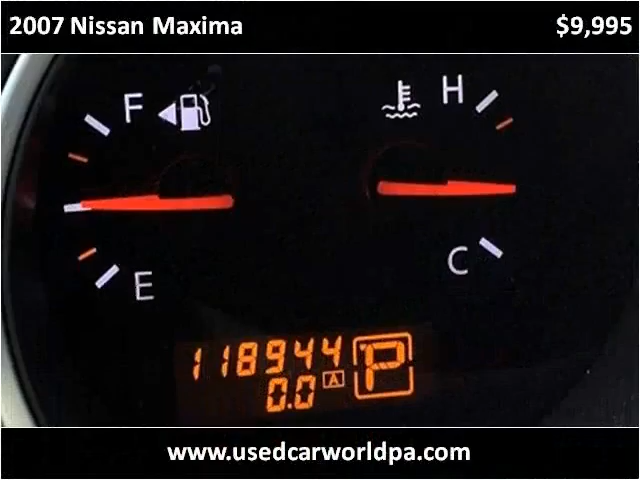 2007 Nissan Maxima $9,995
F H
E C
118944 P
0.0 A
www.usedcarworldpa.com